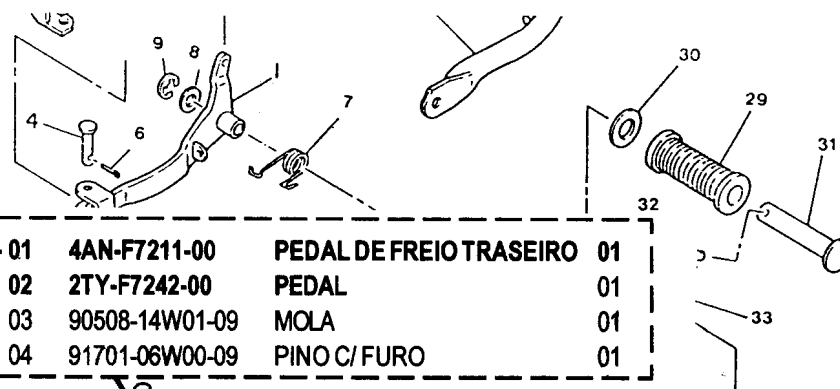 9
8
1
30
29
7
4
6
31
32
01 4AN-F7211-00 PEDAL DE FREIO TRASEIRO 01
02 2TY-F7242-00 PEDAL 01
03 90508-14W01-09 MOLA 01
04 91701-06W00-09 PINO C/ FURO 01
33